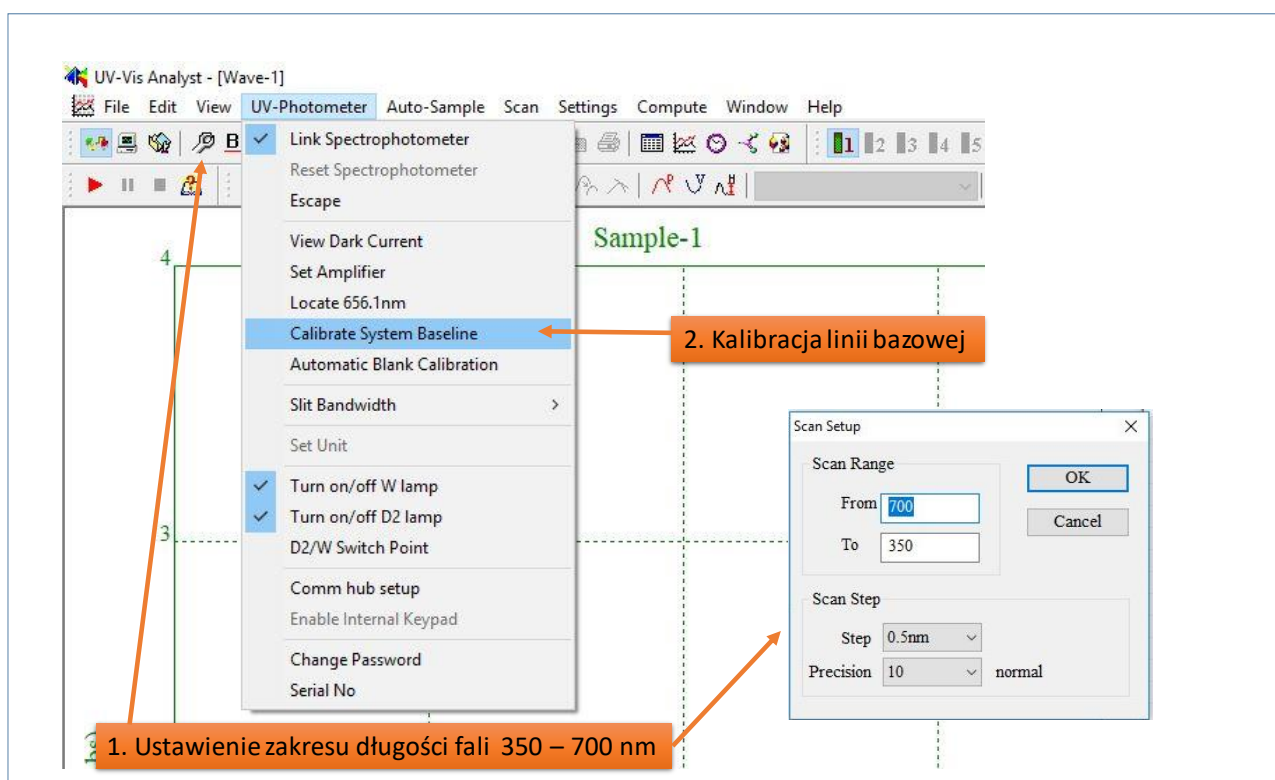 UV-Vis Analyst - [Wave-1]
File Edit View UV-Photometer Auto-Sample Scan Settings Compute Window Help
B
1 2 3 4 5
Link Spectrophotometer
Reset Spectrophotometer
Escape
View Dark Current
Set Amplifier
Locate 656.1nm
Calibrate System Baseline
Automatic Blank Calibration
Slit Bandwidth >
Set Unit
Turn on/off W lamp
Turn on/off D2 lamp
D2/W Switch Point
Comm hub setup
Enable Internal Keypad
Change Password
Serial No
Sample-1
4
3
2. Kalibracja linii bazowej
Scan Setup
Scan Range
From 700
To 350
OK
Cancel
Scan Step
Step 0.5nm
Precision 10 normal
1. Ustawienie zakresu długości fali 350 – 700 nm